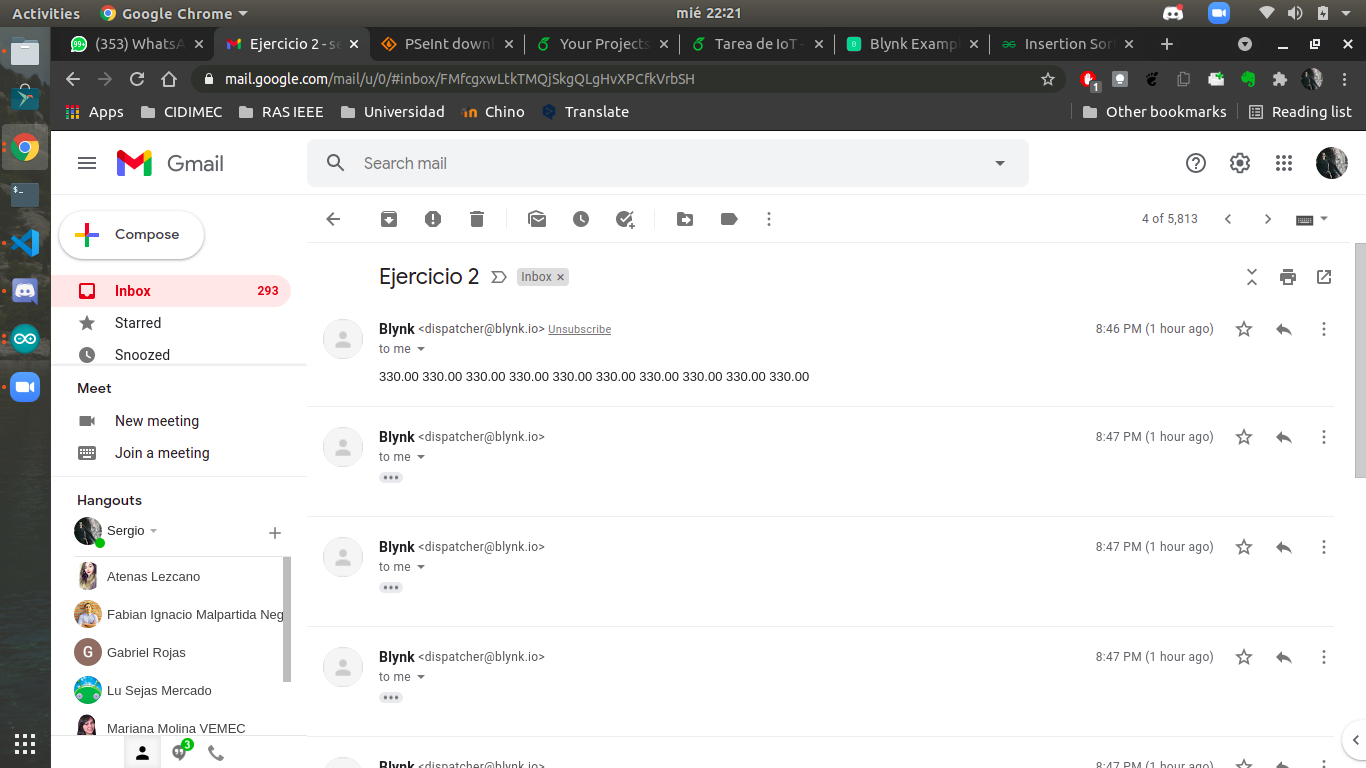 Activities Google Chrome mié 22:21
(353) WhatsA Ejercicio 2 - se PSeInt down Your Projects Tarea de IoT - Blynk Examp Insertion Sor
mail.google.com/mail/u/0/#inbox/FMfcgxwLtkTMQjSkgQLgHvXPCfkVrbSH
1
Apps CIDIMEC RAS IEEE Universidad Chino Translate Other bookmarks Reading list
Gmail Search mail
Compose
4 of 5,813
Inbox 293
Starred
Snoozed
Meet
New meeting
Join a meeting
Hangouts
Sergio
Atenas Lezcano
Fabian Ignacio Malpartida Neg
G Gabriel Rojas
Lu Sejas Mercado
Mariana Molina VEMEC
3
Ejercicio 2 Inbox
Blynk <dispatcher@blynk.io> Unsubscribe 8:46 PM (1 hour ago)
to me
330.00 330.00 330.00 330.00 330.00 330.00 330.00 330.00 330.00 330.00
Blynk <dispatcher@blynk.io> 8:47 PM (1 hour ago)
to me
Blynk <dispatcher@blynk.io> 8:47 PM (1 hour ago)
to me
Blynk <dispatcher@blynk.io> 8:47 PM (1 hour ago)
to me
Blynk <dispatcher@blynk.io> 8:47 PM (1 hour ago)